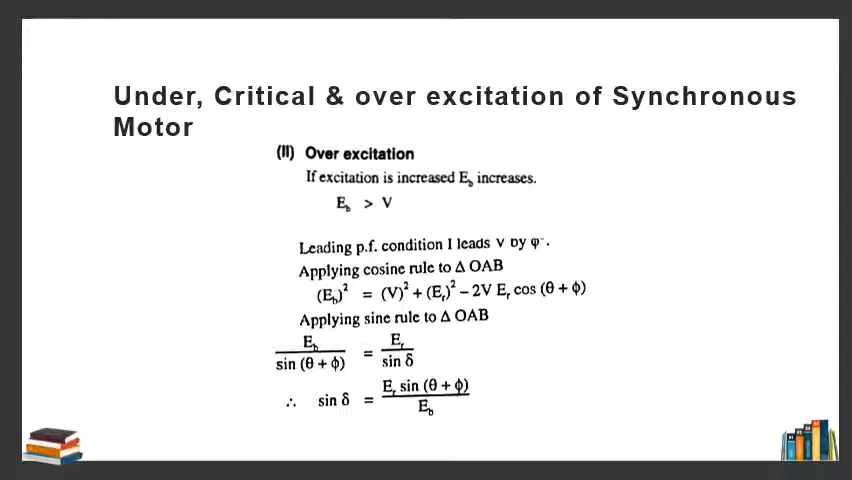 Under, Critical & over excitation of Synchronous
Motor
(II) Over excitation
If excitation is increased E_b increases.
E_b > V
Leading p.f. condition I leads V by φ°.
Applying cosine rule to Δ OAB
(E_b)² = (V)² + (E_r)² – 2V E_r cos (θ + ϕ)
Applying sine rule to Δ OAB
E_b / sin (θ + ϕ) = E_r / sin δ
∴ sin δ = E_r sin (θ + ϕ) / E_b